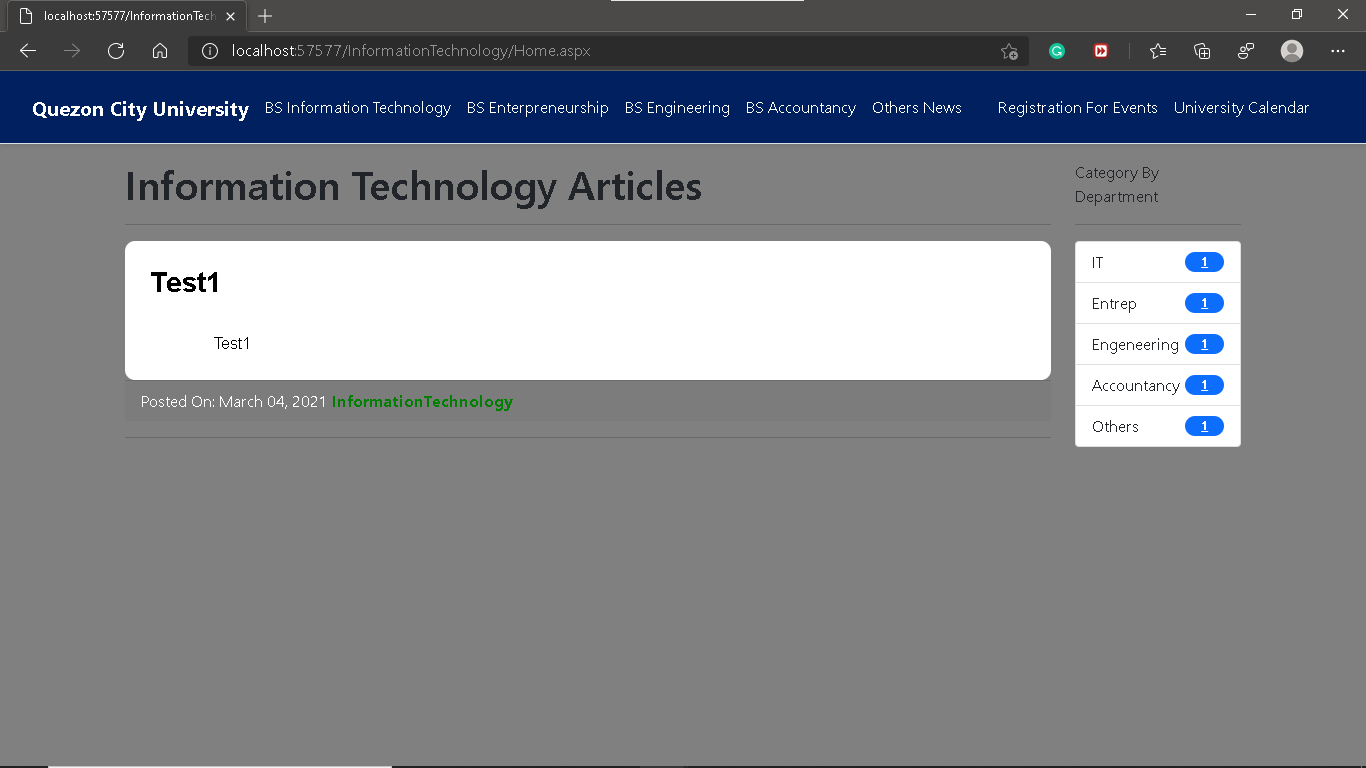 localhost:57577/InformationTech
localhost:57577/InformationTechnology/Home.aspx
Quezon City University BS Information Technology BS Enterpreneurship BS Engineering BS Accountancy Others News Registration For Events University Calendar
Information Technology Articles
Test1
Test1
Posted On: March 04, 2021 InformationTechnology
Category By
Department
IT 1
Entrep 1
Engeneering 1
Accountancy 1
Others 1